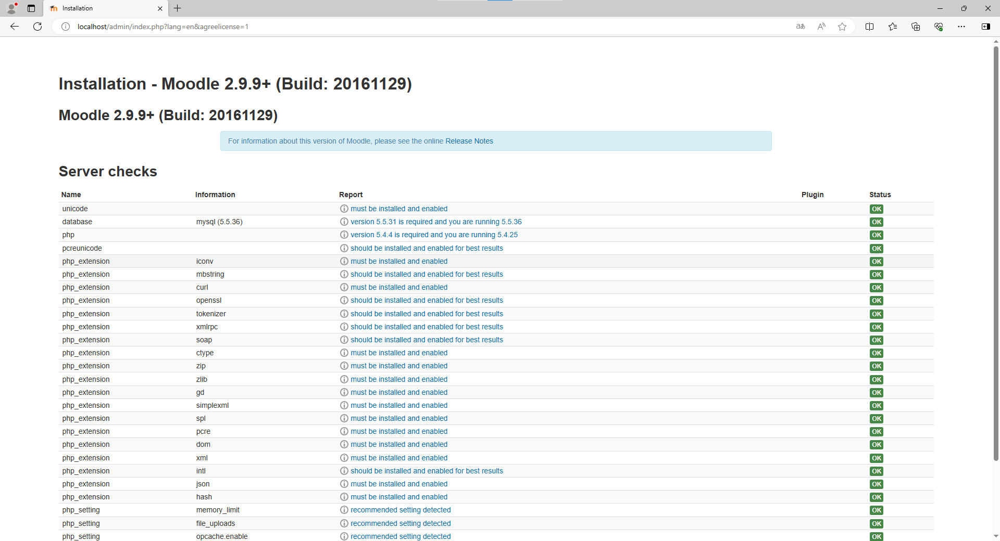 Installation
localhost/admin/index.php?lang=en&agreelicense=1
Installation - Moodle 2.9.9+ (Build: 20161129)
Moodle 2.9.9+ (Build: 20161129)
For information about this version of Moodle, please see the online Release Notes
Server checks
Name Information Report Plugin Status
unicode must be installed and enabled OK
database mysql (5.5.36) version 5.5.31 is required and you are running 5.5.36 OK
php version 5.4.4 is required and you are running 5.4.25 OK
pcreunicode should be installed and enabled for best results OK
php_extension iconv must be installed and enabled OK
php_extension mbstring should be installed and enabled for best results OK
php_extension curl must be installed and enabled OK
php_extension openssl should be installed and enabled for best results OK
php_extension tokenizer should be installed and enabled for best results OK
php_extension xmlrpc should be installed and enabled for best results OK
php_extension soap should be installed and enabled for best results OK
php_extension ctype must be installed and enabled OK
php_extension zip must be installed and enabled OK
php_extension zlib must be installed and enabled OK
php_extension gd must be installed and enabled OK
php_extension simplexml must be installed and enabled OK
php_extension spl must be installed and enabled OK
php_extension pcre must be installed and enabled OK
php_extension dom must be installed and enabled OK
php_extension xml must be installed and enabled OK
php_extension intl should be installed and enabled for best results OK
php_extension json must be installed and enabled OK
php_extension hash must be installed and enabled OK
php_setting memory_limit recommended setting detected OK
php_setting file_uploads recommended setting detected OK
php_setting opcache.enable recommended setting detected OK